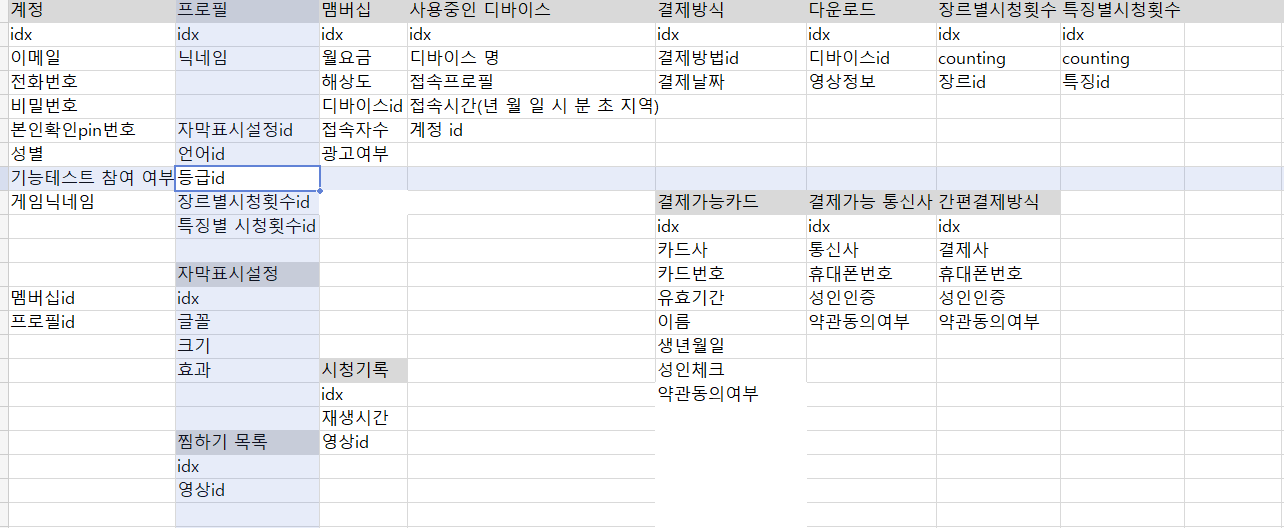 계정 프로필 맴버십 사용중인 디바이스 결제방식 다운로드 장르별시청횟수 특징별시청횟수
idx idx idx idx idx idx idx idx
이메일 닉네임 월요금 디바이스 명 결제방법id 디바이스id counting counting
전화번호 해상도 접속프로필 결제날짜 영상정보 장르id 특징id
비밀번호 디바이스id 접속시간(년 월 일 시 분 초 지역)
본인확인pin번호 자막표시설정id 접속자수 계정 id
성별 언어id 광고여부
기능테스트 참여 여부 등급id
게임닉네임 장르별시청횟수id 결제가능카드 결제가능 통신사 간편결제방식
특징별 시청횟수id idx idx idx
카드사 통신사 결제사
자막표시설정 카드번호 휴대폰번호 휴대폰번호
멤버십id idx 유효기간 성인인증 성인인증
프로필id 글꼴 이름 약관동의여부 약관동의여부
크기 생년월일
효과 시청기록 성인체크
idx 약관동의여부
재생시간
찜하기 목록 영상id
idx
영상id